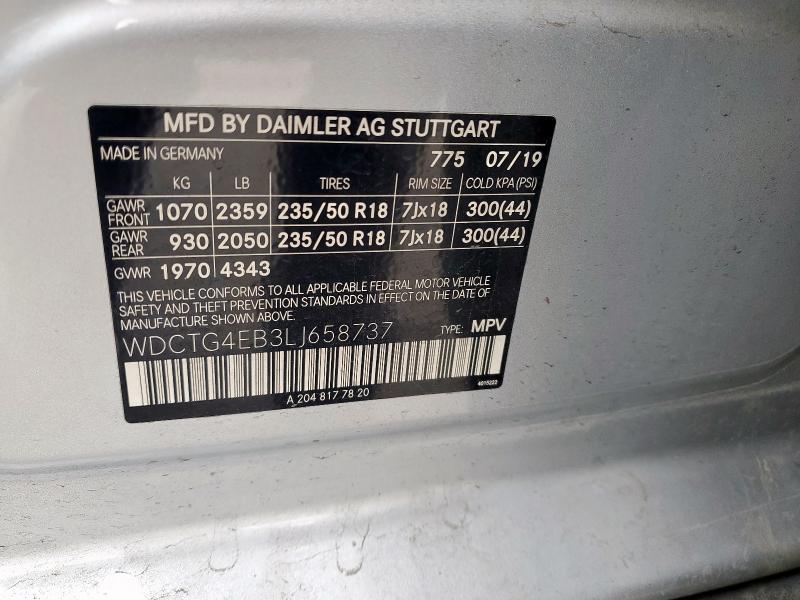 MFD BY DAIMLER AG STUTTGART
MADE IN GERMANY 775 07/19
KG LB TIRES RIM SIZE COLD KPA (PSI)
GAWR FRONT 1070 2359 235/50 R18 7Jx18 300(44)
GAWR REAR 930 2050 235/50 R18 7Jx18 300(44)
GVWR 1970 4343
THIS VEHICLE CONFORMS TO ALL APPLICABLE FEDERAL MOTOR VEHICLE
SAFETY AND THEFT PREVENTION STANDARDS IN EFFECT ON THE DATE OF
MANUFACTURE SHOWN ABOVE.
WDCTG4EB3LJ658737 TYPE: MPV
A 204 817 78 20 4015222